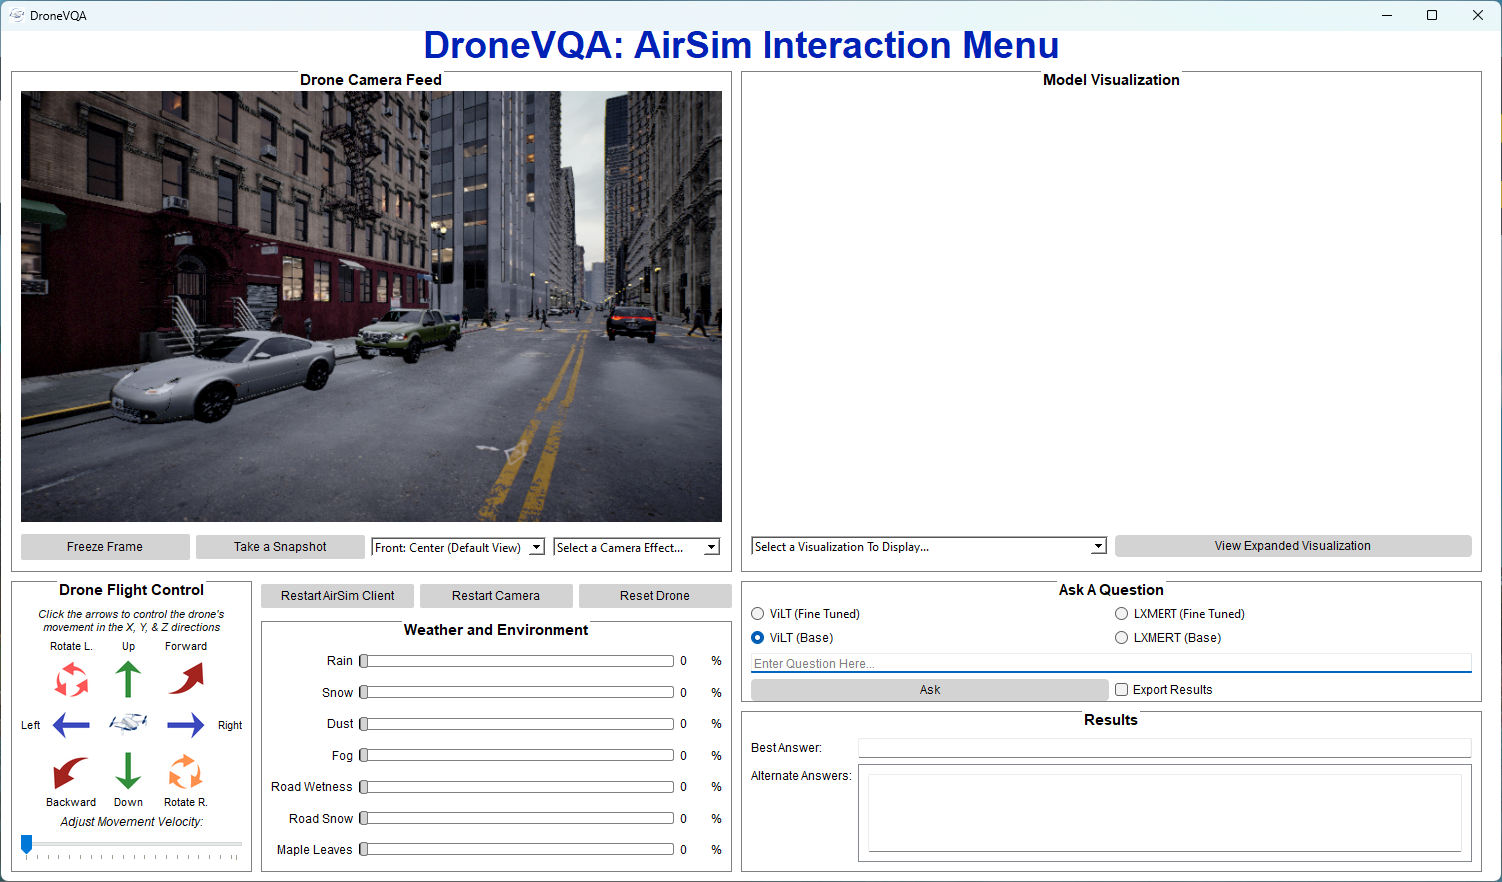 DroneVQA
DroneVQA: AirSim Interaction Menu
Drone Camera Feed
Freeze Frame
Take a Snapshot
Front: Center (Default View)
Select a Camera Effect...
Model Visualization
Select a Visualization To Display...
View Expanded Visualization
Drone Flight Control
Click the arrows to control the drone's
movement in the X, Y, & Z directions
Rotate L. Up Forward
Left Right
Backward Down Rotate R.
Adjust Movement Velocity:
Restart AirSim Client
Restart Camera
Reset Drone
Weather and Environment
Rain 0 %
Snow 0 %
Dust 0 %
Fog 0 %
Road Wetness 0 %
Road Snow 0 %
Maple Leaves 0 %
Ask A Question
ViLT (Fine Tuned) LXMERT (Fine Tuned)
ViLT (Base) LXMERT (Base)
Enter Question Here...
Ask Export Results
Results
Best Answer:
Alternate Answers: